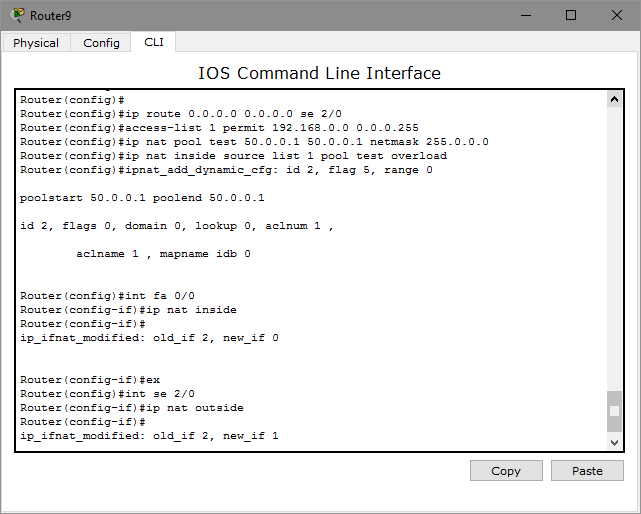 Router9
Physical Config CLI
IOS Command Line Interface
Router(config)#
Router(config)#ip route 0.0.0.0 0.0.0.0 se 2/0
Router(config)#access-list 1 permit 192.168.0.0 0.0.0.255
Router(config)#ip nat pool test 50.0.0.1 50.0.0.1 netmask 255.0.0.0
Router(config)#ip nat inside source list 1 pool test overload
Router(config)#ipnat_add_dynamic_cfg: id 2, flag 5, range 0
poolstart 50.0.0.1 poolend 50.0.0.1
id 2, flags 0, domain 0, lookup 0, aclnum 1 ,
aclname 1 , mapname idb 0
Router(config)#int fa 0/0
Router(config-if)#ip nat inside
Router(config-if)#
ip_ifnat_modified: old_if 2, new_if 0
Router(config-if)#ex
Router(config)#int se 2/0
Router(config-if)#ip nat outside
Router(config-if)#
ip_ifnat_modified: old_if 2, new_if 1
Copy Paste